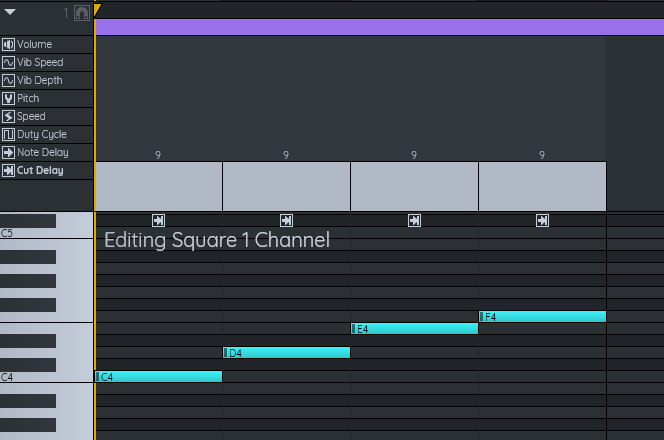 1
Volume
Vib Speed
Vib Depth
Pitch
Speed
Duty Cycle
Note Delay
Cut Delay
9 9 9 9
C5
Editing Square 1 Channel
F4
E4
D4
C4 C4